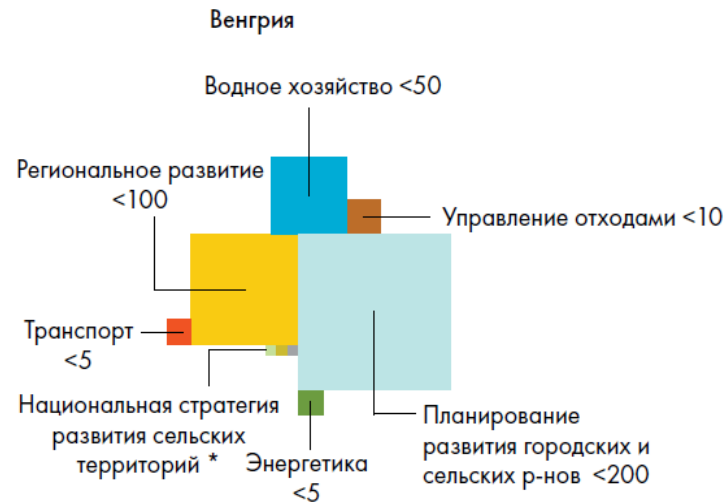 Венгрия
Водное хозяйство <50
Региональное развитие
<100
Управление отходами <10
Транспорт
<5
Национальная стратегия
развития сельских
территорий *
Энергетика
<5
Планирование
развития городских и
сельских р-нов <200